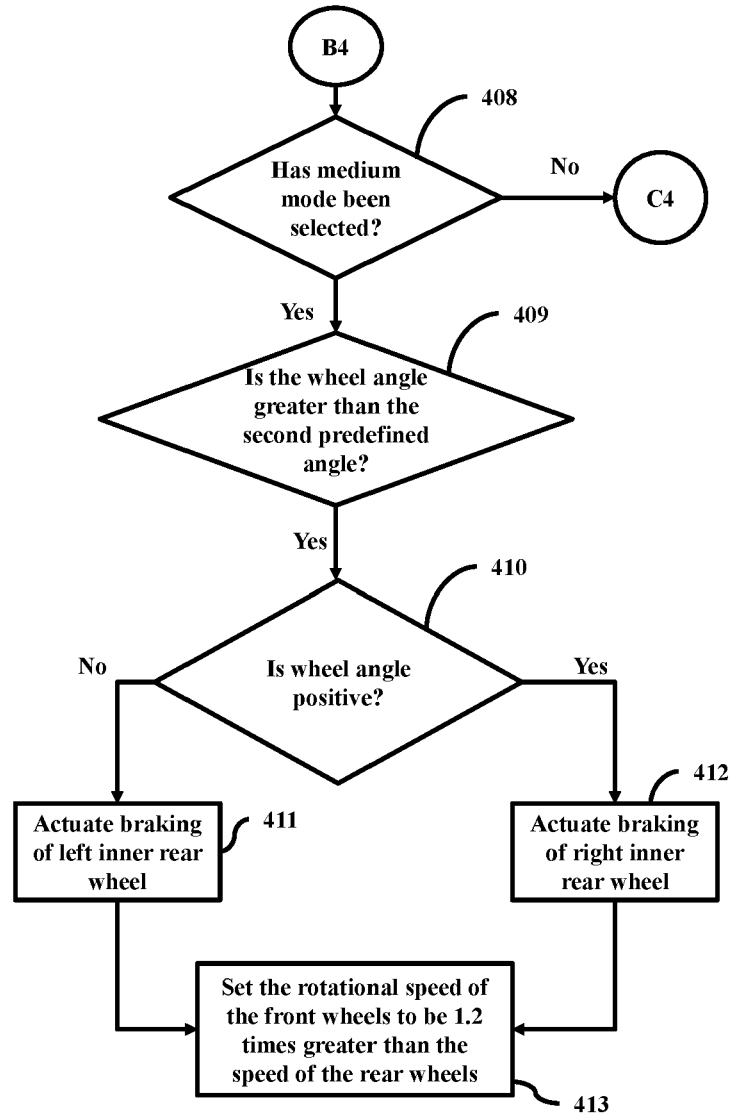 B4
408
Has medium
mode been
selected?
No
C4
Yes
409
Is the wheel angle
greater than the
second predefined
angle?
Yes
410
Is wheel angle
positive?
No
Yes
412
Actuate braking
of left inner rear
wheel
411
Actuate braking
of right inner
rear wheel
Set the rotational speed of
the front wheels to be 1.2
times greater than the
speed of the rear wheels
413